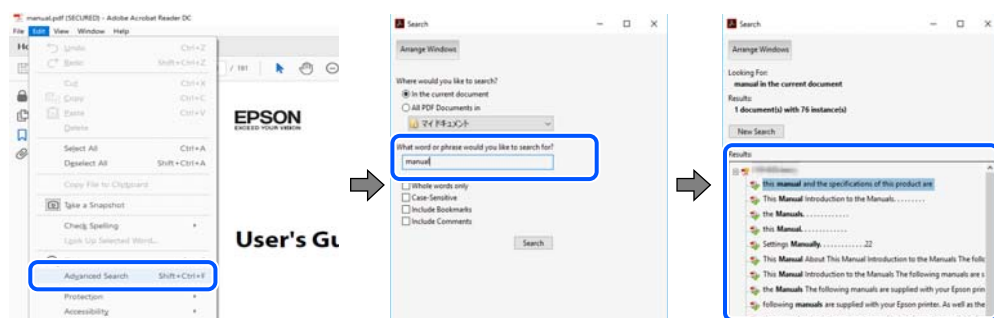 manual.pdf (SECURED) - Adobe Acrobat Reader DC
File Edit View Window Help
Undo Ctrl+Z
Redo Shift+Ctrl+Z
Cut Ctrl+X
Copy Ctrl+C
Paste Ctrl+V
Delete
Select All Ctrl+A
Deselect All Shift+Ctrl+A
Copy File to Clipboard
Take a Snapshot
Check Spelling
Look Up Selected Word...
Advanced Search Shift+Ctrl+F
Protection
Accessibility
/ 181
EPSON
EXCEED YOUR VISION
User's Gu
Search
Arrange Windows
Where would you like to search?
In the current document
All PDF Documents in
マイ ドキュメント
What word or phrase would you like to search for?
manual
Whole words only
Case-Sensitive
Include Bookmarks
Include Comments
Search
Search
Arrange Windows
Looking For:
manual in the current document
Results:
1 document(s) with 76 instance(s)
New Search
Results:
this manual and the specifications of this product are
This Manual Introduction to the Manuals. . . . . . . . .
the Manuals. . . . . . . . . . . . .
this Manual. . . . . . . . . . . . .
Settings Manually. . . . . . . . . . . . .22
This Manual About This Manual Introduction to the Manuals The follo
This Manual Introduction to the Manuals The following manuals are s
the Manuals The following manuals are supplied with your Epson prin
following manuals are supplied with your Epson printer. As well as the